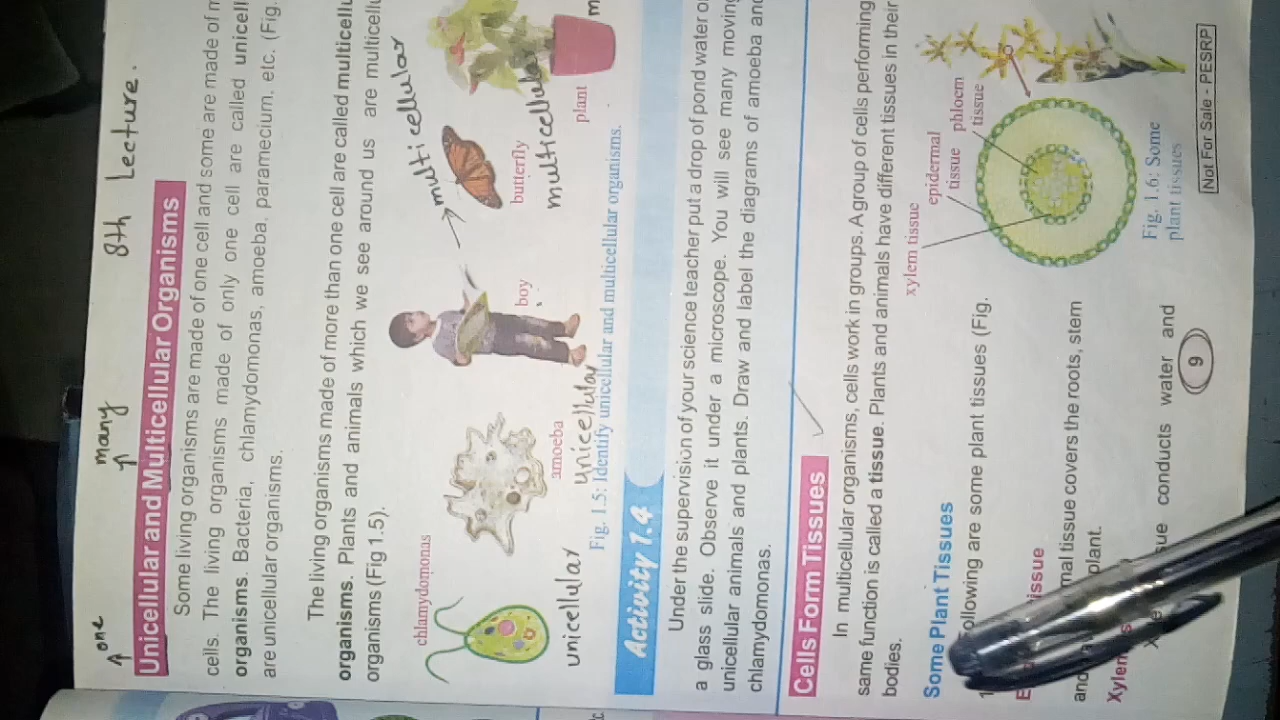 one many 8th Lecture.
Unicellular and Multicellular Organisms
Some living organisms are made of one cell and some are made of
cells. The living organisms made of only one cell are called unicell
organisms. Bacteria, chlamydomonas, amoeba, paramecium, etc. (Fig.
are unicellular organisms.
The living organisms made of more than one cell are called multicellu
organisms. Plants and animals which we see around us are multicellu
organisms (Fig 1.5).
multicellular
chlamydomonus
amoeba
boy
butterfly
plant
unicellular
unicellular
multicellular
Fig. 1.5: Identify unicellular and multicellular organisms.
Activity 1.4
Under the supervision of your science teacher put a drop of pond water o
a glass slide. Observe it under a microscope. You will see many moving
unicellular animals and plants. Draw and label the diagrams of amoeba and
chlamydomonas.
Cells Form Tissues
In multicellular organisms, cells work in groups. A group of cells performing
same function is called a tissue. Plants and animals have different tissues in their
bodies.
Some Plant Tissues
Following are some plant tissues (Fig.
issue
mal tissue covers the roots, stem
and plant.
Xylem
sue conducts water and
xylem tissue
epidermal
tissue
phloem
tissue
Fig. 1.6: Some
plant tissues
9
Not For Sale - PESRP